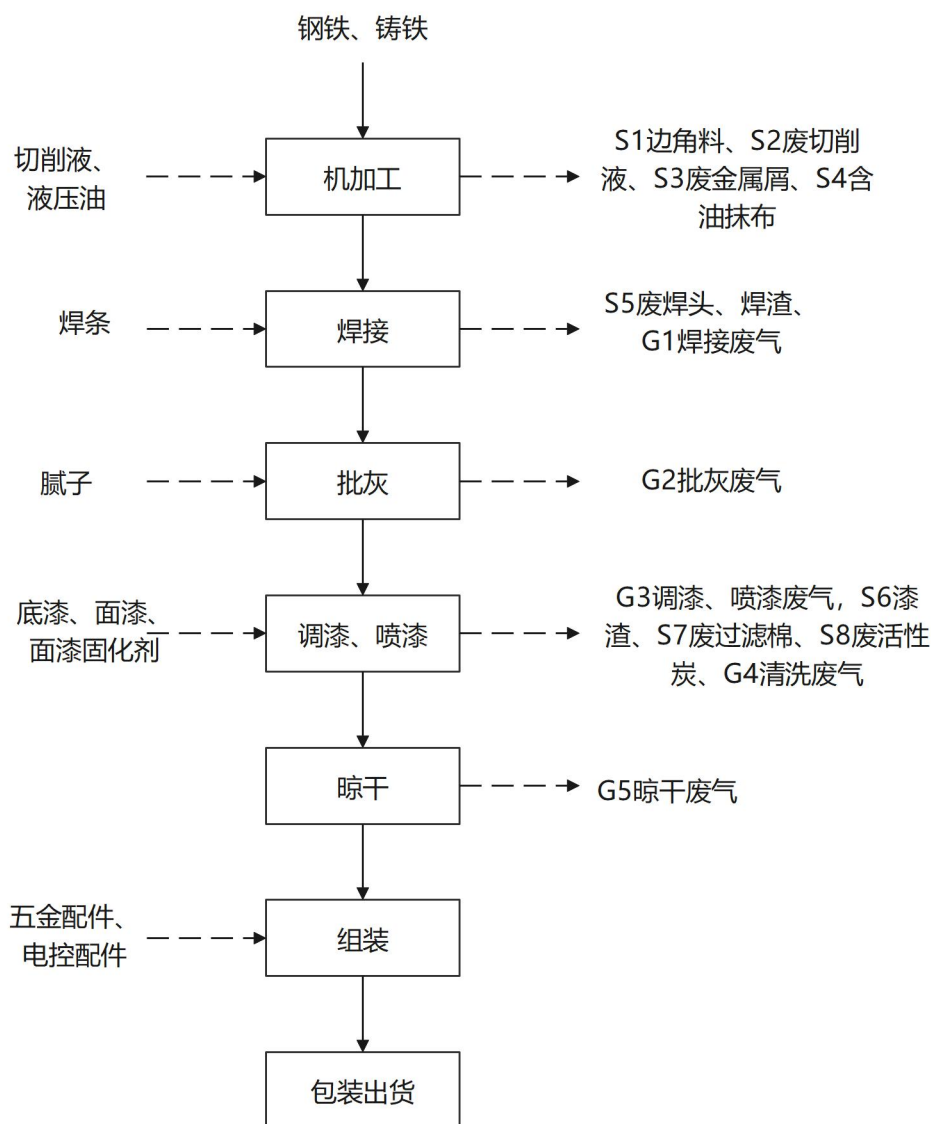 钢铁、铸铁
切削液、
液压油
机加工
S1边角料、S2废切削
液、S3废金属屑、S4含
油抹布
焊条
焊接
S5废焊头、焊渣、
G1焊接废气
腻子
批灰
G2批灰废气
底漆、面漆、
面漆固化剂
调漆、喷漆
G3调漆、喷漆废气，S6漆
渣、S7废过滤棉、S8废活性
炭、G4清洗废气
晾干
G5晾干废气
五金配件、
电控配件
组装
包装出货